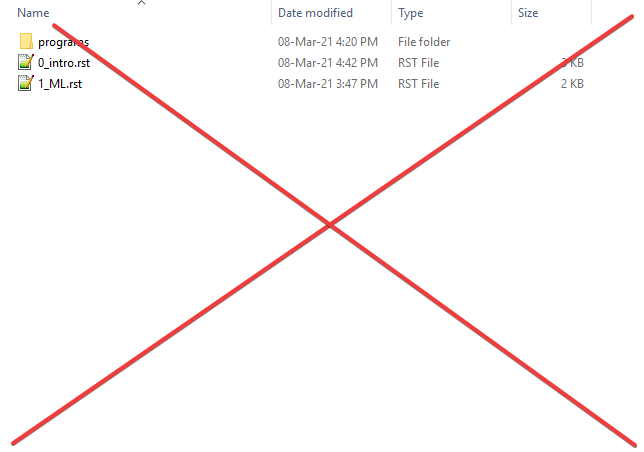 Name Date modified Type Size
programs 08-Mar-21 4:20 PM File folder
0_intro.rst 08-Mar-21 4:42 PM RST File 3 KB
1_ML.rst 08-Mar-21 3:47 PM RST File 2 KB